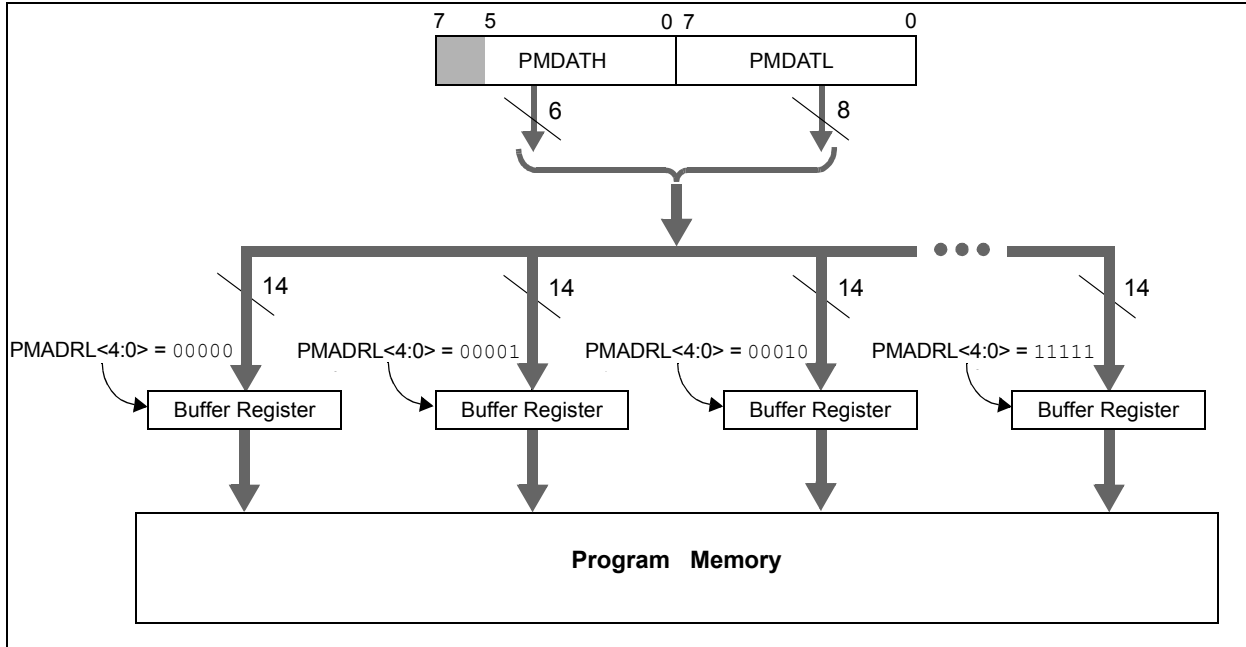 7 5 0 7 0
PMDATH PMDATL
6 8
14 14 14 14
PMADRL<4:0> = 00000 PMADRL<4:0> = 00001 PMADRL<4:0> = 00010 PMADRL<4:0> = 11111
Buffer Register Buffer Register Buffer Register Buffer Register
Program Memory